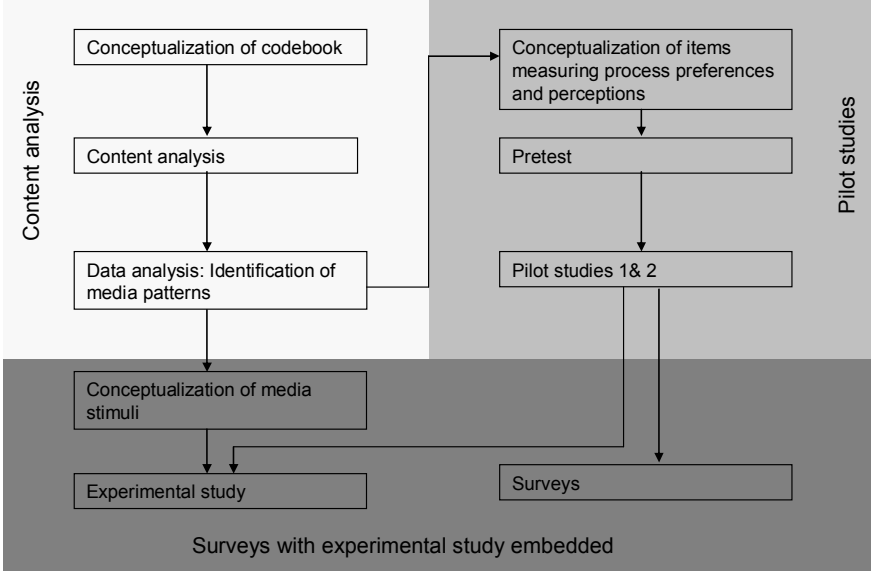 Content analysis
Conceptualization of codebook
Content analysis
Data analysis: Identification of
media patterns
Conceptualization of items
measuring process preferences
and perceptions
Pretest
Pilot studies 1& 2
Pilot studies
Conceptualization of media
stimuli
Experimental study
Surveys
Surveys with experimental study embedded